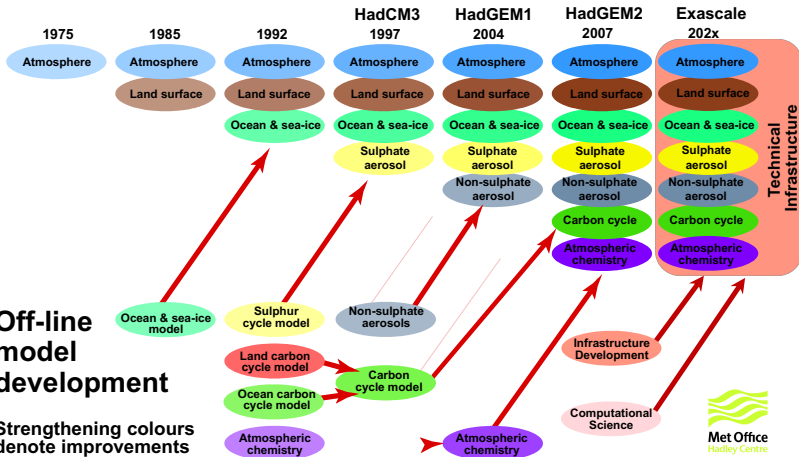 HadCM3 HadGEM1 HadGEM2 Exascale
1975 1985 1992 1997 2004 2007 202x
Atmosphere Atmosphere Atmosphere Atmosphere Atmosphere Atmosphere Atmosphere
Land surface Land surface Land surface Land surface Land surface Land surface
Ocean & sea-ice Ocean & sea-ice Ocean & sea-ice Ocean & sea-ice Ocean & sea-ice
Sulphate aerosol Sulphate aerosol Sulphate aerosol Sulphate aerosol
Non-sulphate aerosol Non-sulphate aerosol Non-sulphate aerosol
Carbon cycle Carbon cycle
Atmospheric chemistry Atmospheric chemistry
Technical
Infrastructure
Off-line
model
development
Strengthening colours
denote improvements
Ocean & sea-ice
model
Sulphur
cycle model
Non-sulphate
aerosols
Land carbon
cycle model
Carbon
cycle model
Ocean carbon
cycle model
Atmospheric
chemistry
Atmospheric
chemistry
Infrastructure
Development
Computational
Science
Met Office
Hadley Centre